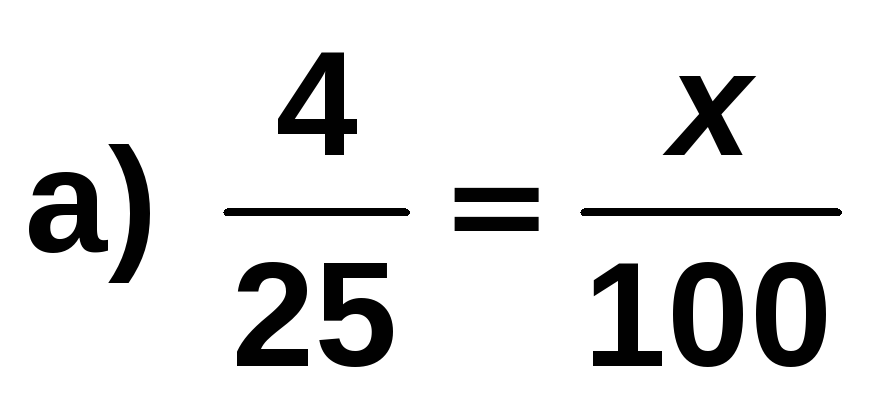 a) 4/25 = x/100